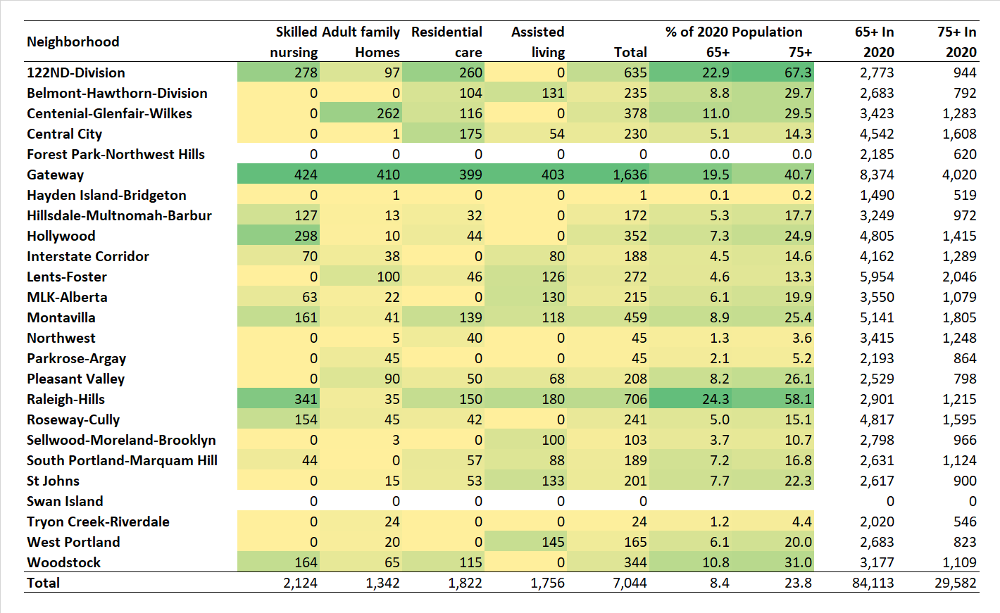 Skilled Adult family Residential Assisted % of 2020 Population 65+ In 75+ In
Neighborhood
nursing Homes care living Total 65+ 75+ 2020 2020
122ND-Division 278 97 260 0 635 22.9 67.3 2,773 944
Belmont-Hawthorn-Division 0 0 104 131 235 8.8 29.7 2,683 792
Centenial-Glenfair-Wilkes 0 262 116 0 378 11.0 29.5 3,423 1,283
Central City 0 1 175 54 230 5.1 14.3 4,542 1,608
Forest Park-Northwest Hills 0 0 0 0 0 0.0 0.0 2,185 620
Gateway 424 410 399 403 1,636 19.5 40.7 8,374 4,020
Hayden Island-Bridgeton 0 1 0 0 1 0.1 0.2 1,490 519
Hillsdale-Multnomah-Barbur 127 13 32 0 172 5.3 17.7 3,249 972
Hollywood 298 10 44 0 352 7.3 24.9 4,805 1,415
Interstate Corridor 70 38 0 80 188 4.5 14.6 4,162 1,289
Lents-Foster 0 100 46 126 272 4.6 13.3 5,954 2,046
MLK-Alberta 63 22 0 130 215 6.1 19.9 3,550 1,079
Montavilla 161 41 139 118 459 8.9 25.4 5,141 1,805
Northwest 0 5 40 0 45 1.3 3.6 3,415 1,248
Parkrose-Argay 0 45 0 0 45 2.1 5.2 2,193 864
Pleasant Valley 0 90 50 68 208 8.2 26.1 2,529 798
Raleigh-Hills 341 35 150 180 706 24.3 58.1 2,901 1,215
Roseway-Cully 154 45 42 0 241 5.0 15.1 4,817 1,595
Sellwood-Moreland-Brooklyn 0 3 0 100 103 3.7 10.7 2,798 966
South Portland-Marquam Hill 44 0 57 88 189 7.2 16.8 2,631 1,124
St Johns 0 15 53 133 201 7.7 22.3 2,617 900
Swan Island 0 0 0 0 0 0 0
Tryon Creek-Riverdale 0 24 0 0 24 1.2 4.4 2,020 546
West Portland 0 20 0 145 165 6.1 20.0 2,683 823
Woodstock 164 65 115 0 344 10.8 31.0 3,177 1,109
Total 2,124 1,342 1,822 1,756 7,044 8.4 23.8 84,113 29,582